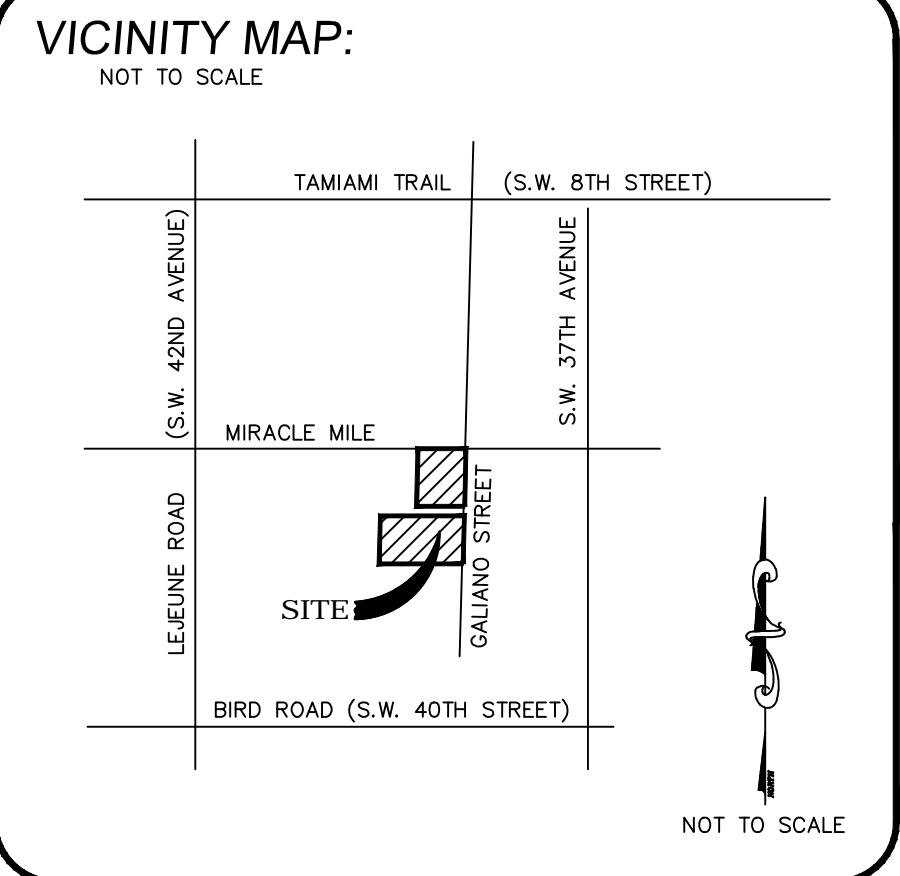 VICINITY MAP:
NOT TO SCALE
TAMIAMI TRAIL (S.W. 8TH STREET)
(S.W. 42ND AVENUE)
S.W. 37TH AVENUE
MIRACLE MILE
LEJEUNE ROAD
GALIANO STREET
SITE
BIRD ROAD (S.W. 40TH STREET)
NORTH
NOT TO SCALE